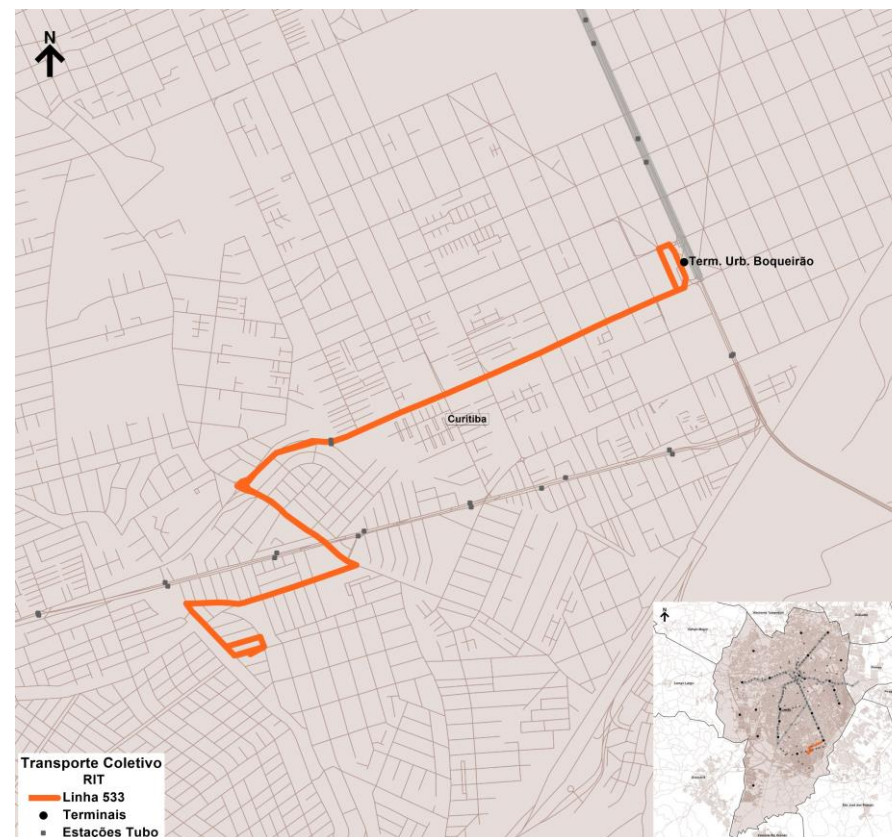 N
Term. Urb. Boqueirão
Curitiba
N
Transporte Coletivo
RIT
Linha 533
Terminais
Estações Tubo